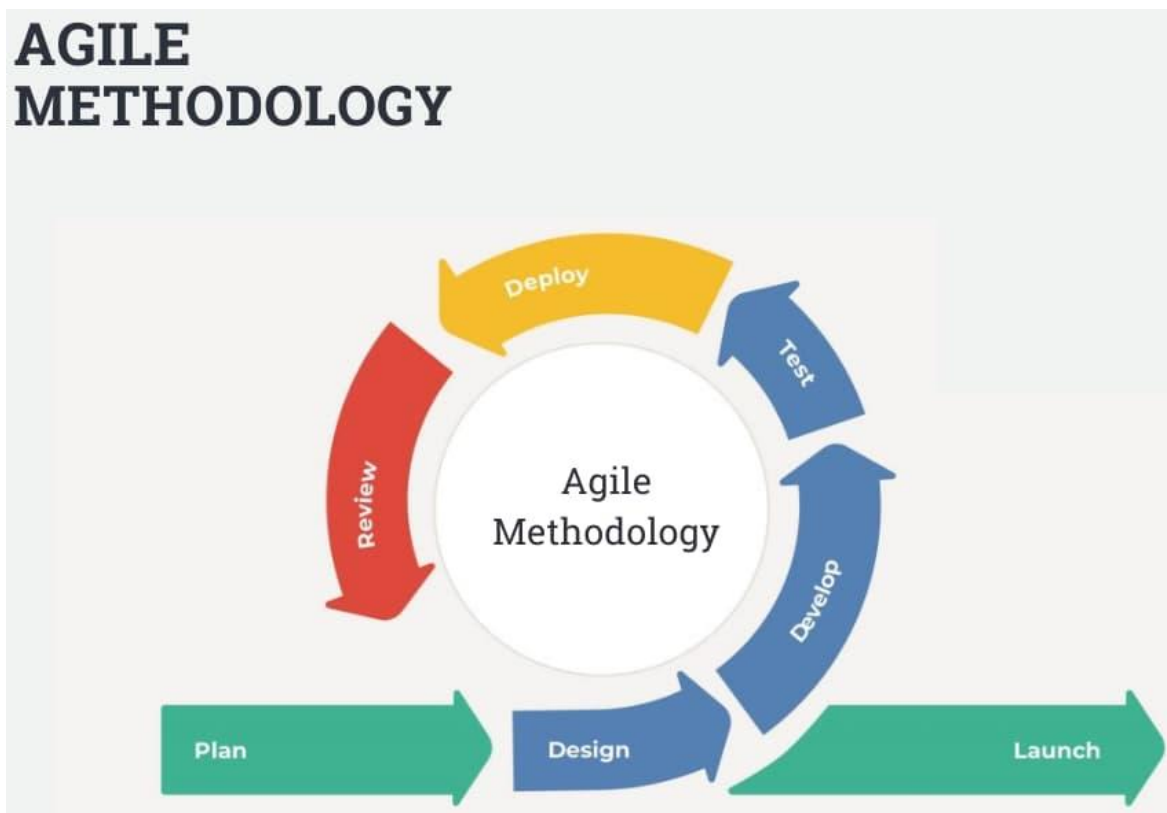 AGILE
METHODOLOGY
Deploy
Test
Review
Agile
Methodology
Develop
Plan
Design
Launch